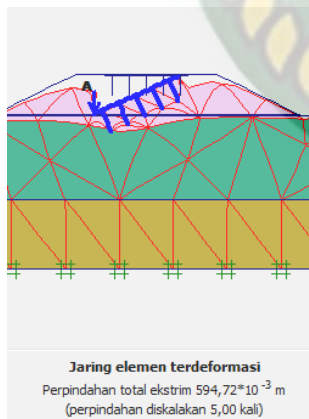 A
Jaring elemen terdeformasi
Perpindahan total ekstrim 594,72*10 -3 m
(perpindahan diskalakan 5,00 kali)